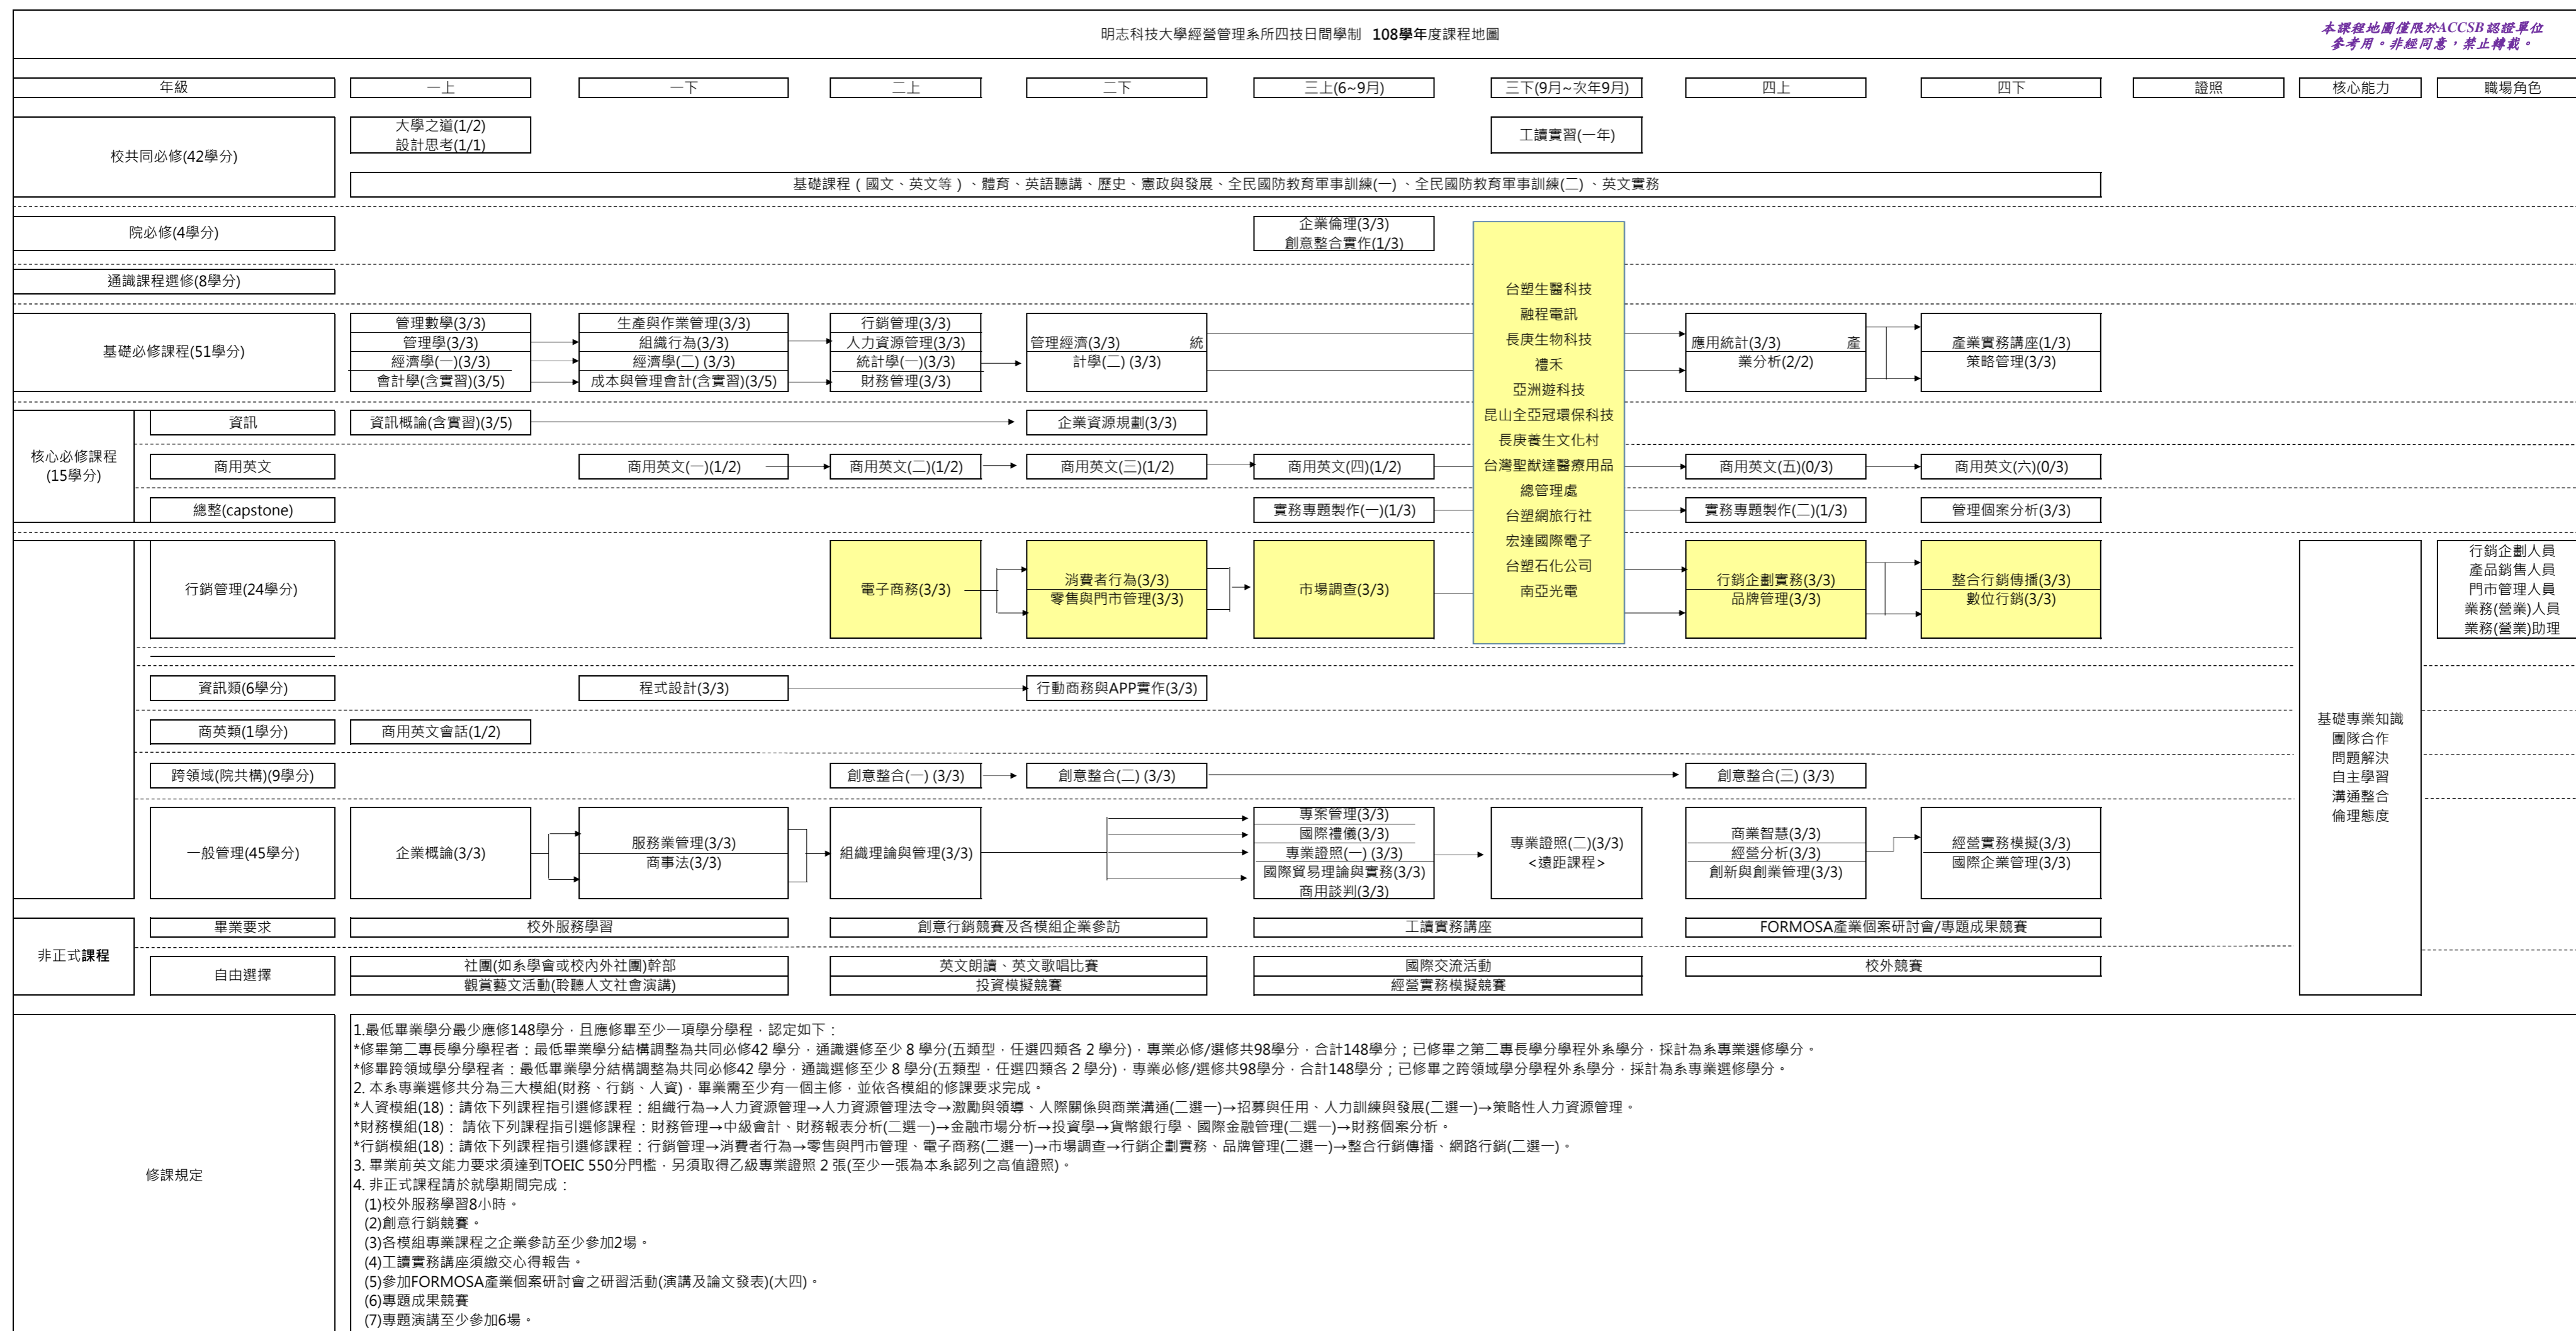 明志科技大學經營管理系所四技日間學制 108學年度課程地圖
本課程地圖僅限於ACCSB認證單位
參考用。非經同意，禁止轉載。
年級
一上
一下
二上
二下
三上(6~9月)
三下(9月~次年9月)
四上
四下
證照
核心能力
職場角色
校共同必修(42學分)
大學之道(1/2)
設計思考(1/1)
工讀實習(一年)
基礎課程（國文、英文等）、體育、英語聽講、歷史、憲政與發展、全民國防教育軍事訓練(一)、全民國防教育軍事訓練(二)、英文實務
院必修(4學分)
企業倫理(3/3)
創意整合實作(1/3)
通識課程選修(8學分)
台塑生醫科技
融程電訊
長庚生物科技
禮禾
亞洲遊科技
昆山全亞冠環保科技
長庚養生文化村
台灣聖猷達醫療用品
總管理處
台塑網旅行社
宏達國際電子
台塑石化公司
南亞光電
基礎必修課程(51學分)
管理數學(3/3)
管理學(3/3)
經濟學(一)(3/3)
會計學(含實習)(3/5)
生產與作業管理(3/3)
組織行為(3/3)
經濟學(二) (3/3)
成本與管理會計(含實習)(3/5)
行銷管理(3/3)
人力資源管理(3/3)
統計學(一)(3/3)
財務管理(3/3)
管理經濟(3/3) 統
計學(二) (3/3)
應用統計(3/3) 產
業分析(2/2)
產業實務講座(1/3)
策略管理(3/3)
核心必修課程
(15學分)
資訊
資訊概論(含實習)(3/5)
企業資源規劃(3/3)
商用英文
商用英文(一)(1/2)
商用英文(二)(1/2)
商用英文(三)(1/2)
商用英文(四)(1/2)
商用英文(五)(0/3)
商用英文(六)(0/3)
總整(capstone)
實務專題製作(一)(1/3)
實務專題製作(二)(1/3)
管理個案分析(3/3)
行銷管理(24學分)
電子商務(3/3)
消費者行為(3/3)
零售與門市管理(3/3)
市場調查(3/3)
行銷企劃實務(3/3)
品牌管理(3/3)
整合行銷傳播(3/3)
數位行銷(3/3)
行銷企劃人員
產品銷售人員
門市管理人員
業務(營業)人員
業務(營業)助理
資訊類(6學分)
程式設計(3/3)
行動商務與APP實作(3/3)
商英類(1學分)
商用英文會話(1/2)
跨領域(院共構)(9學分)
創意整合(一) (3/3)
創意整合(二) (3/3)
創意整合(三) (3/3)
基礎專業知識
團隊合作
問題解決
自主學習
溝通整合
倫理態度
一般管理(45學分)
企業概論(3/3)
服務業管理(3/3)
商事法(3/3)
組織理論與管理(3/3)
專案管理(3/3)
國際禮儀(3/3)
專業證照(一) (3/3)
國際貿易理論與實務(3/3)
商用談判(3/3)
專業證照(二)(3/3)
<遠距課程>
商業智慧(3/3)
經營分析(3/3)
創新與創業管理(3/3)
經營實務模擬(3/3)
國際企業管理(3/3)
非正式課程
畢業要求
校外服務學習
創意行銷競賽及各模組企業參訪
工讀實務講座
FORMOSA產業個案研討會/專題成果競賽
自由選擇
社團(如系學會或校內外社團)幹部
觀賞藝文活動(聆聽人文社會演講)
英文朗讀、英文歌唱比賽
投資模擬競賽
國際交流活動
經營實務模擬競賽
校外競賽
修課規定
1.最低畢業學分最少應修148學分，且應修畢至少一項學分學程，認定如下：
*修畢第二專長學分學程者：最低畢業學分結構調整為共同必修42 學分，通識選修至少 8 學分(五類型，任選四類各 2 學分)，專業必修/選修共98學分，合計148學分；已修畢之第二專長學分學程外系學分，採計為系專業選修學分。
*修畢跨領域學分學程者：最低畢業學分結構調整為共同必修42 學分，通識選修至少 8 學分(五類型，任選四類各 2 學分)，專業必修/選修共98學分，合計148學分；已修畢之跨領域學分學程外系學分，採計為系專業選修學分。
2. 本系專業選修共分為三大模組(財務、行銷、人資)，畢業需至少有一個主修，並依各模組的修課要求完成。
*人資模組(18)：請依下列課程指引選修課程：組織行為→人力資源管理→人力資源管理法令→激勵與領導、人際關係與商業溝通(二選一)→招募與任用、人力訓練與發展(二選一)→策略性人力資源管理。
*財務模組(18)： 請依下列課程指引選修課程：財務管理→中級會計、財務報表分析(二選一)→金融市場分析→投資學→貨幣銀行學、國際金融管理(二選一)→財務個案分析。
*行銷模組(18)：請依下列課程指引選修課程：行銷管理→消費者行為→零售與門市管理、電子商務(二選一)→市場調查→行銷企劃實務、品牌管理(二選一)→整合行銷傳播、網路行銷(二選一)。
3. 畢業前英文能力要求須達到TOEIC 550分門檻，另須取得乙級專業證照 2 張(至少一張為本系認列之高值證照)。
4. 非正式課程請於就學期間完成：
(1)校外服務學習8小時。
(2)創意行銷競賽。
(3)各模組專業課程之企業參訪至少參加2場。
(4)工讀實務講座須繳交心得報告。
(5)參加FORMOSA產業個案研討會之研習活動(演講及論文發表)(大四)。
(6)專題成果競賽
(7)專題演講至少參加6場。